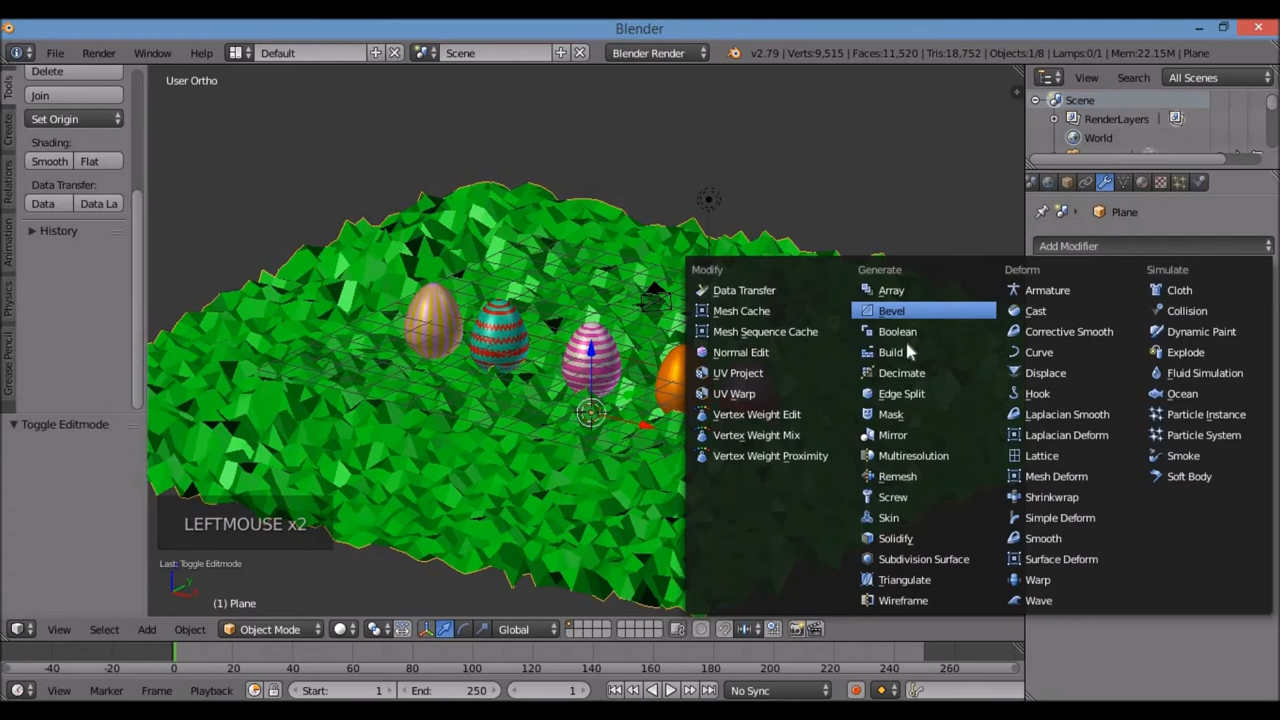 Blender
File Render Window Help Default Scene Blender Render v2.79 | Verts:9,515 | Faces:11,520 | Tris:18,752 | Objects:1/8 | Lamps:0/1 | Mem:22.15M | Plane
Delete
Join
Set Origin
Shading:
Smooth Flat
Data Transfer:
Data Data La
History
Toggle Editmode
Tools
Create
Relations
Animation
Physics
Grease Pencil
User Ortho
LEFTMOUSE x2
Last: Toggle Editmode
(1) Plane
View Search All Scenes
Scene
RenderLayers
World
Plane
Add Modifier
Modify
Data Transfer
Mesh Cache
Mesh Sequence Cache
Normal Edit
UV Project
UV Warp
Vertex Weight Edit
Vertex Weight Mix
Vertex Weight Proximity
Generate
Array
Bevel
Boolean
Build
Decimate
Edge Split
Mask
Mirror
Multiresolution
Remesh
Screw
Skin
Solidify
Subdivision Surface
Triangulate
Wireframe
Deform
Armature
Cast
Corrective Smooth
Curve
Displace
Hook
Laplacian Smooth
Laplacian Deform
Lattice
Mesh Deform
Shrinkwrap
Simple Deform
Smooth
Surface Deform
Warp
Wave
Simulate
Cloth
Collision
Dynamic Paint
Explode
Fluid Simulation
Ocean
Particle Instance
Particle System
Smoke
Soft Body
View Select Add Object Object Mode Global
-40 -20 0 20 40 60 80 100 120 140 160 180 200 220 240 260
View Marker Frame Playback Start: 1 End: 250 1 No Sync